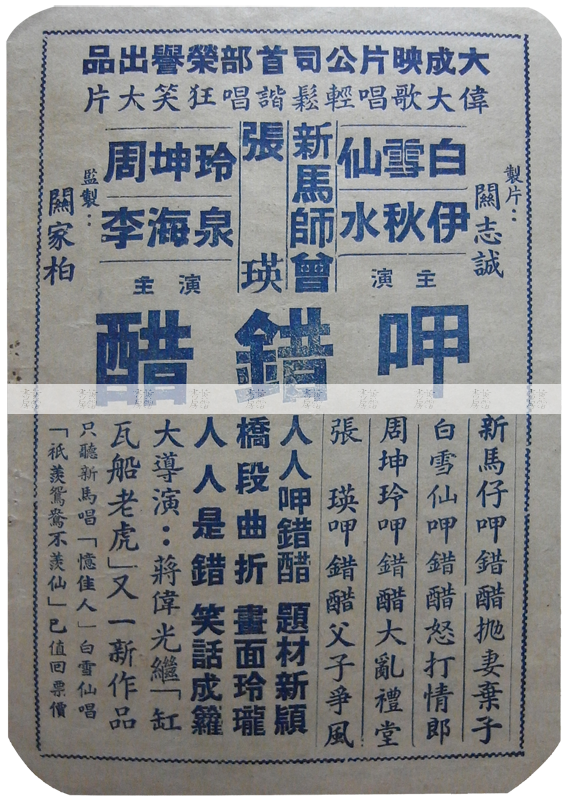 大成映片公司首部榮譽出品
偉大歌唱輕鬆諧唱狂笑大片
製片：關志誠
白雪仙
伊秋水
主演
新馬師曾
張 瑛
周坤玲
李海泉
主演
監製：關家柏
呷錯醋
新馬仔呷錯醋拋妻棄子
白雪仙呷錯醋怒打情郎
周坤玲呷錯醋大亂禮堂
張 瑛呷錯醋父子爭風
人人呷錯醋 題材新穎
橋段曲折 畫面玲瓏
人人是錯 笑話成籮
大導演：蔣偉光繼「缸
瓦船老虎」又一新作品
只聽新馬唱「憶佳人」白雪仙唱
「祇羨鴛鴦不羨仙」已值回票價